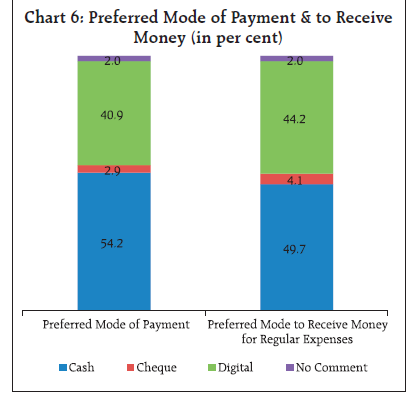 Chart 6: Preferred Mode of Payment & to Receive
Money (in per cent)
2.0
2.0
40.9
44.2
2.9
4.1
54.2
49.7
Preferred Mode of Payment
Preferred Mode to Receive Money
for Regular Expenses
Cash
Cheque
Digital
No Comment